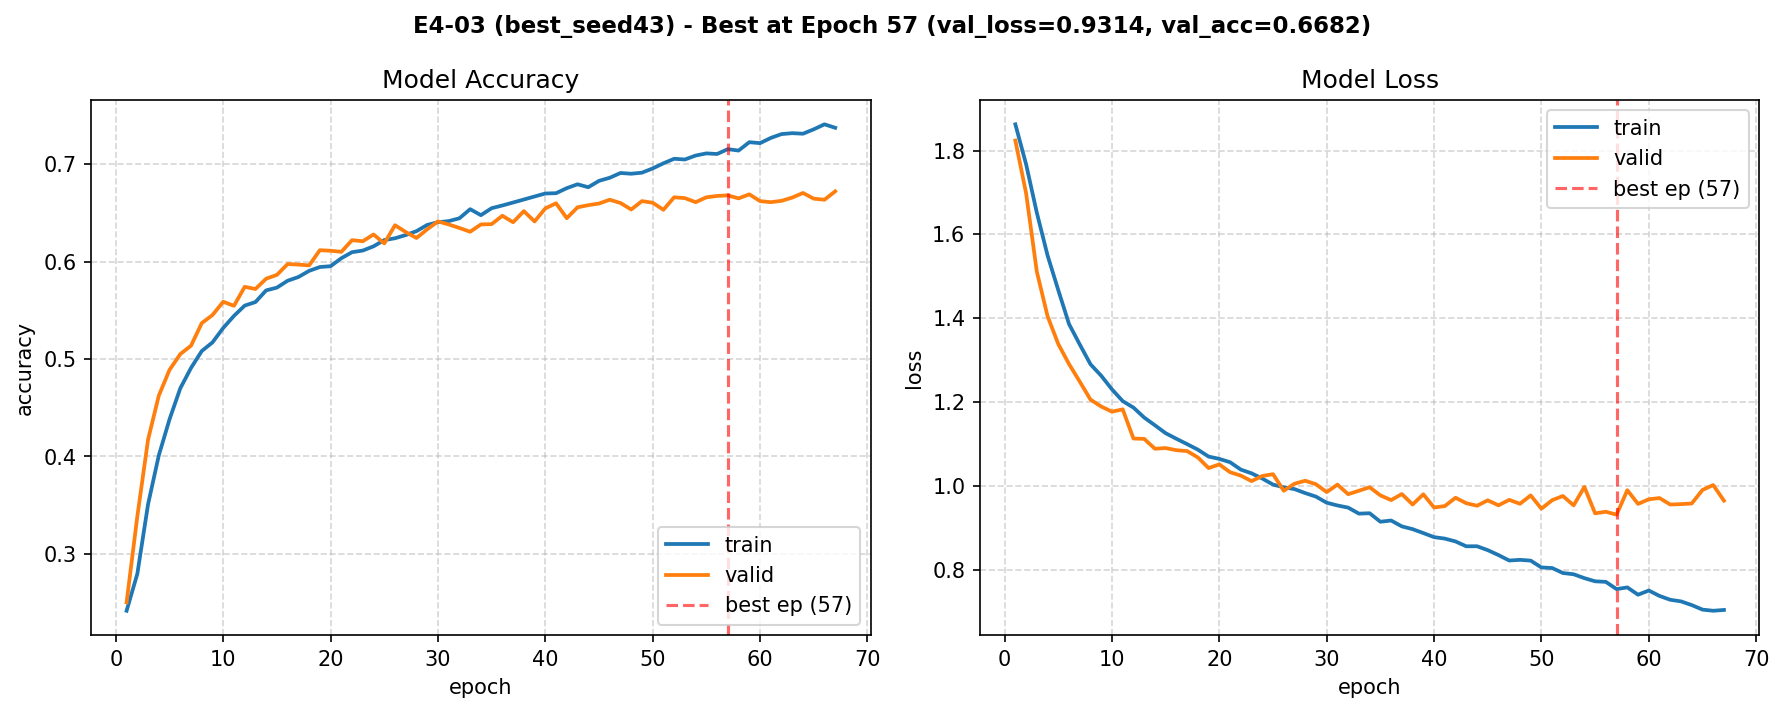 E4-03 (best_seed43) - Best at Epoch 57 (val_loss=0.9314, val_acc=0.6682)
Model Accuracy
accuracy
0.7
0.6
0.5
0.4
0.3
train
valid
best ep (57)
0 10 20 30 40 50 60 70
epoch
Model Loss
loss
1.8
1.6
1.4
1.2
1.0
0.8
train
valid
best ep (57)
0 10 20 30 40 50 60 70
epoch